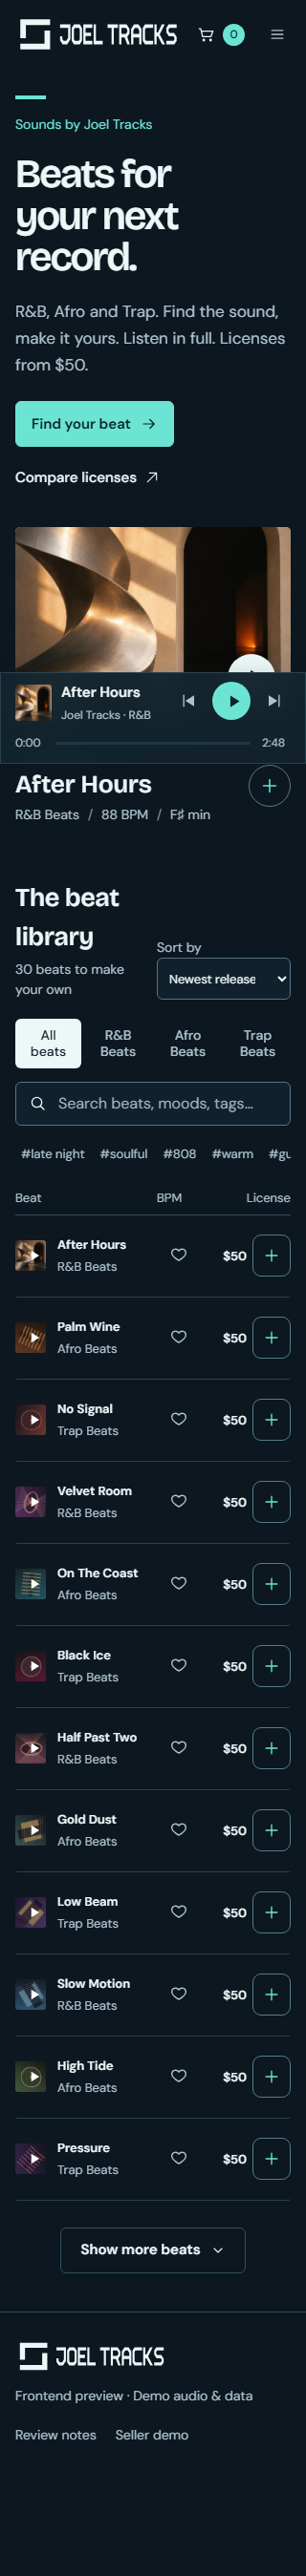 JOEL TRACKS
0
Sounds by Joel Tracks
Beats for
your next
record.
R&B, Afro and Trap. Find the sound,
make it yours. Listen in full. Licenses
from $50.
Find your beat
Compare licenses
After Hours
Joel Tracks · R&B
0:00
2:48
After Hours
R&B Beats / 88 BPM / F♯ min
The beat
library
30 beats to make
your own
Sort by
Newest release
All
beats
R&B
Beats
Afro
Beats
Trap
Beats
Search beats, moods, tags...
#late night #soulful #808 #warm #gu
Beat BPM License
After Hours
R&B Beats
$50
Palm Wine
Afro Beats
$50
No Signal
Trap Beats
$50
Velvet Room
R&B Beats
$50
On The Coast
Afro Beats
$50
Black Ice
Trap Beats
$50
Half Past Two
R&B Beats
$50
Gold Dust
Afro Beats
$50
Low Beam
Trap Beats
$50
Slow Motion
R&B Beats
$50
High Tide
Afro Beats
$50
Pressure
Trap Beats
$50
Show more beats
JOEL TRACKS
Frontend preview · Demo audio & data
Review notes Seller demo